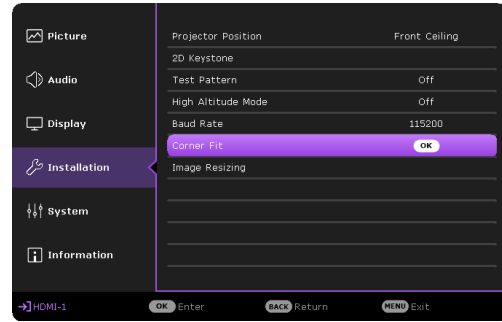 Picture
Audio
Display
Installation
System
Information
Projector Position Front Ceiling
2D Keystone
Test Pattern Off
High Altitude Mode Off
Baud Rate 115200
Corner Fit OK
Image Resizing
HDMI-1 OK Enter BACK Return MENU Exit